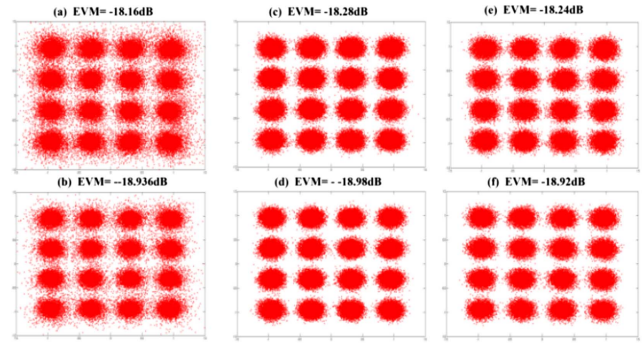 (a) EVM= -18.16dB
(c) EVM= -18.28dB
(e) EVM= -18.24dB
(b) EVM= --18.936dB
(d) EVM= - -18.98dB
(f) EVM= -18.92dB